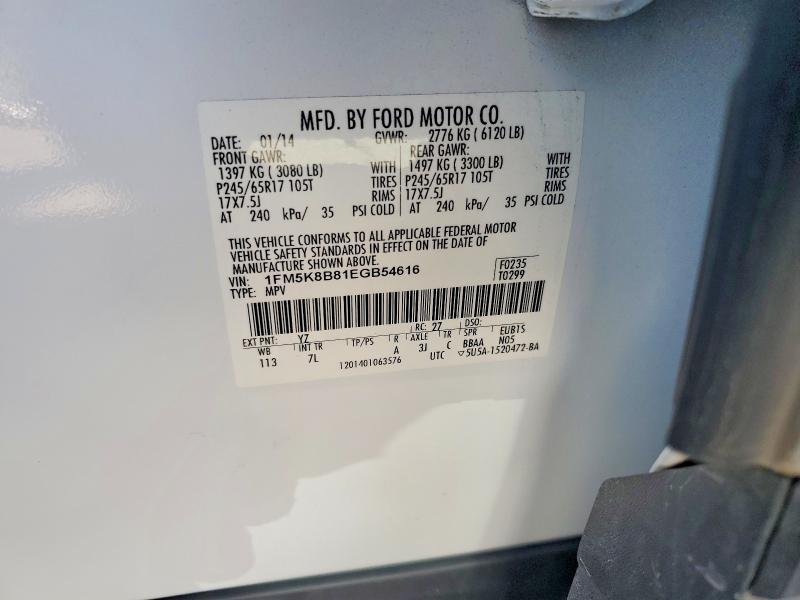 MFD. BY FORD MOTOR CO.
DATE: 01/14 GVWR: 2776 KG ( 6120 LB)
FRONT GAWR: REAR GAWR:
1397 KG ( 3080 LB) WITH 1497 KG ( 3300 LB) WITH
P245/65R17 105T TIRES P245/65R17 105T TIRES
17X7.5J RIMS 17X7.5J RIMS
AT 240 kPa/ 35 PSI COLD AT 240 kPa/ 35 PSI COLD
THIS VEHICLE CONFORMS TO ALL APPLICABLE FEDERAL MOTOR
VEHICLE SAFETY STANDARDS IN EFFECT ON THE DATE OF
MANUFACTURE SHOWN ABOVE.
VIN: 1FM5K8B81EGB54616 F0235
TYPE: MPV T0299
EXT PNT: YZ RC: 27 DSO:
WB INT TR TP/PS R AXLE TR SPR EUB1S
113 7L A 3J C BBAA N05
1201401063576 UTC ▽5U5A-1520472-BA